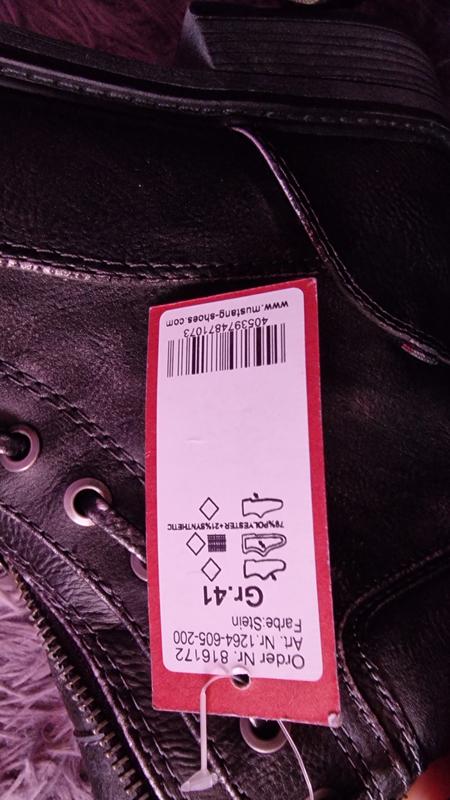 Order Nr. 816172
Art. Nr.1264-605-200
Farbe:Stein
Gr.41
79%POLYESTER+21%SYNTHETIC
4053974871073
www.mustang-shoes.com